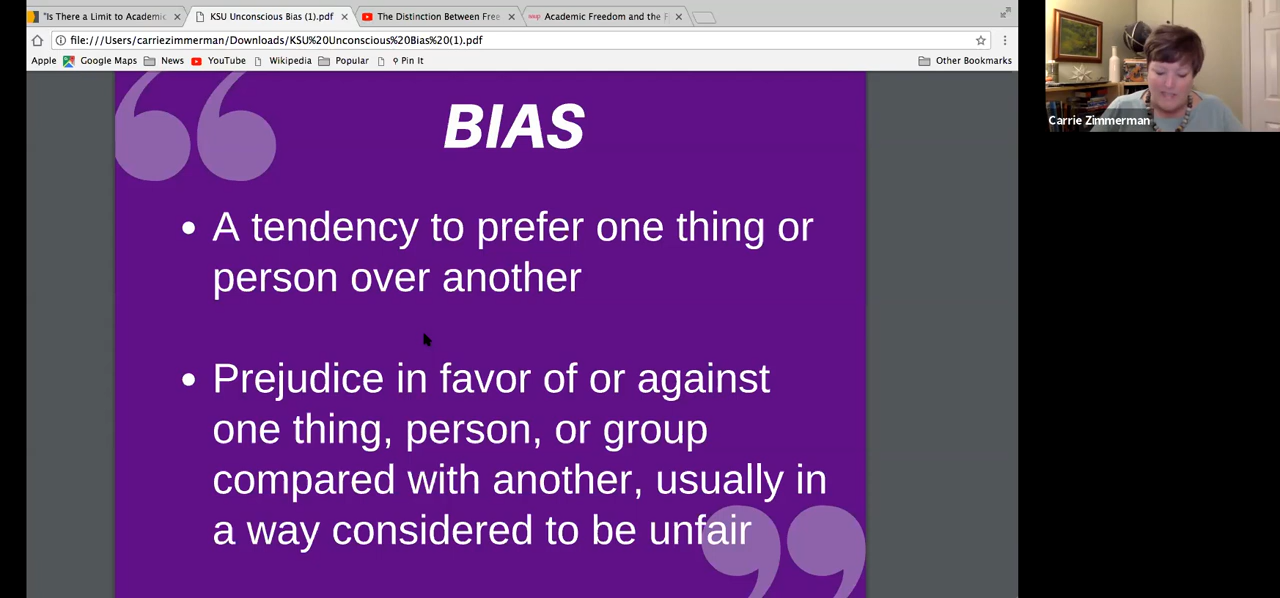 "Is There a Limit to Academic
KSU Unconscious Bias (1).pdf
The Distinction Between Free
Academic Freedom and the F
file:///Users/carriezimmerman/Downloads/KSU%20Unconscious%20Bias%20(1).pdf
Apple Google Maps News YouTube Wikipedia Popular Pin It Other Bookmarks
Carrie Zimmerman
BIAS
• A tendency to prefer one thing or
person over another
• Prejudice in favor of or against
one thing, person, or group
compared with another, usually in
a way considered to be unfair